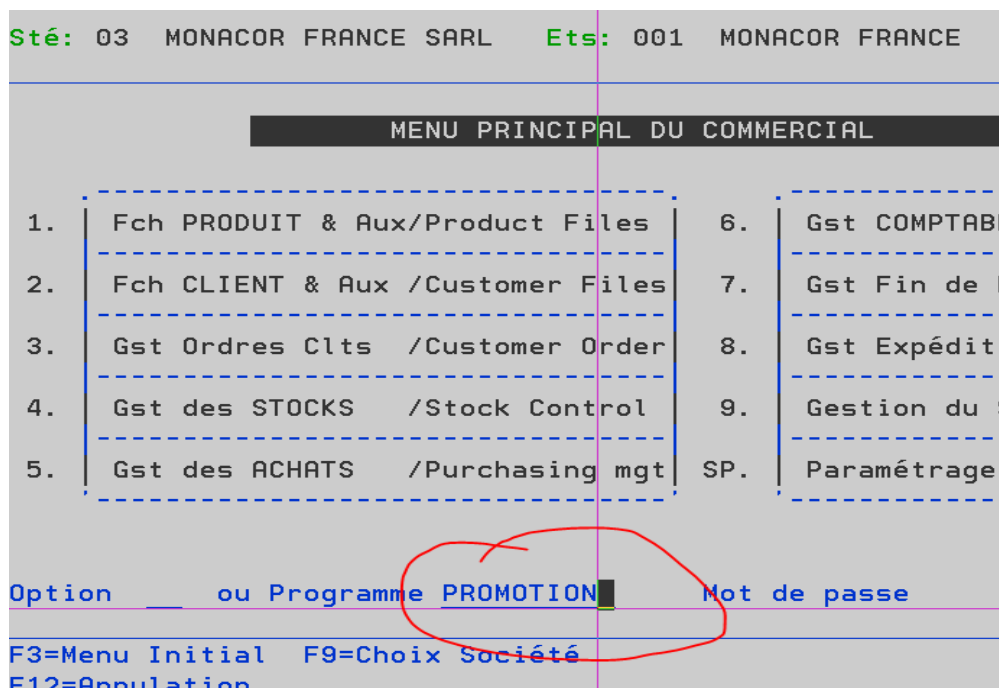 Sté: 03 MONACOR FRANCE SARL Ets: 001 MONACOR FRANCE
MENU PRINCIPAL DU COMMERCIAL
1. Fch PRODUIT & Aux/Product Files 6. Gst
2. Fch CLIENT & Aux /Customer Files 7. Gst Fin de
3. Gst Ordres Clts /Customer Order 8. Gst Expédit
4. Gst des STOCKS /Stock Control 9. Gestion du
5. Gst des ACHATS /Purchasing mgt SP. Paramétrage
Option __ ou Programme PROMOTION Mot de passe
F3=Menu Initial F9=Choix Société
F12=Annulation